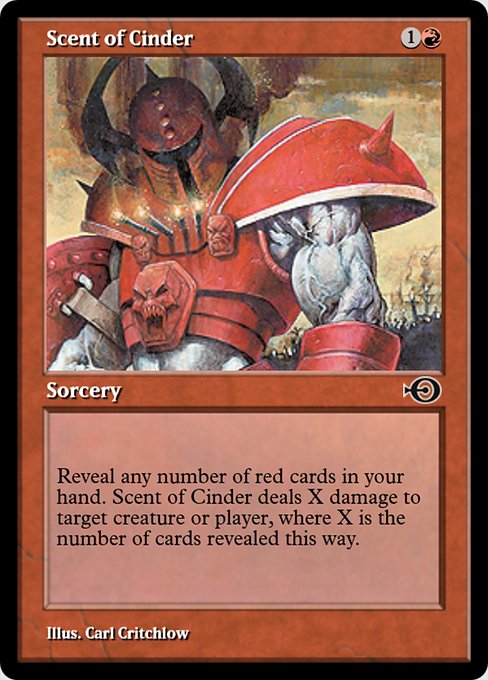 Scent of Cinder 1
Sorcery
Reveal any number of red cards in your
hand. Scent of Cinder deals X damage to
target creature or player, where X is the
number of cards revealed this way.
Illus. Carl Critchlow